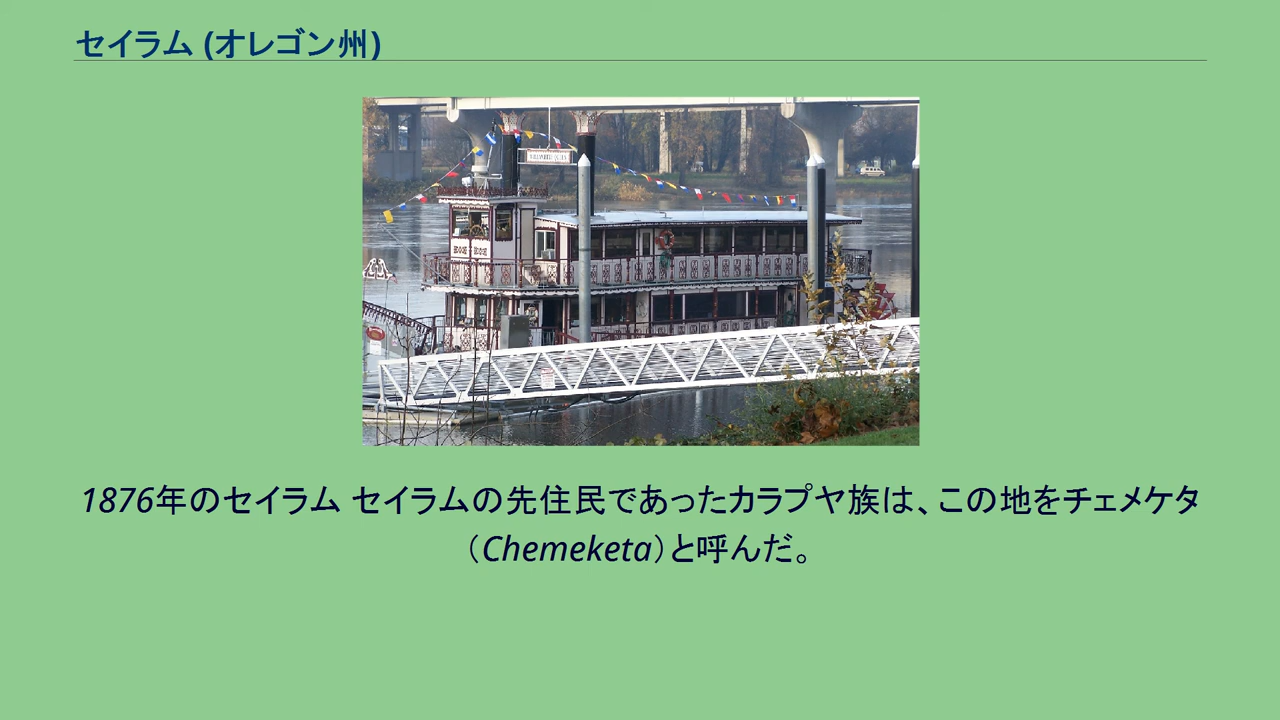 セイラム (オレゴン州)
1876年のセイラム セイラムの先住民であったカラプヤ族は、この地をチェメケタ
（Chemeketa）と呼んだ。